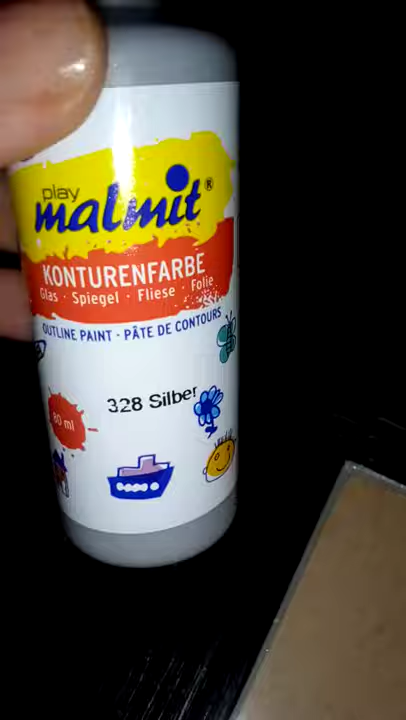 play
malmit®
KONTURENFARBE
Glas · Spiegel · Fliese · Folie
OUTLINE PAINT · PÂTE DE CONTOURS
328 Silber
80 ml